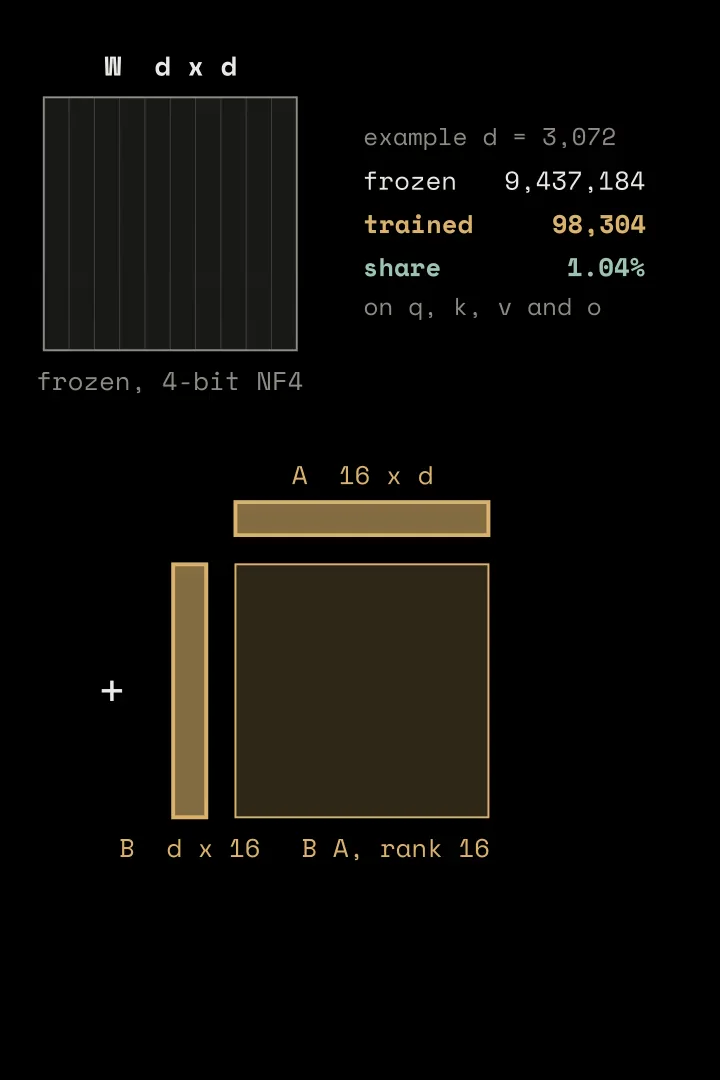 W d x d
example d = 3,072
frozen 9,437,184
trained 98,304
share 1.04%
on q, k, v and o
frozen, 4-bit NF4
A 16 x d
+
B d x 16 B A, rank 16